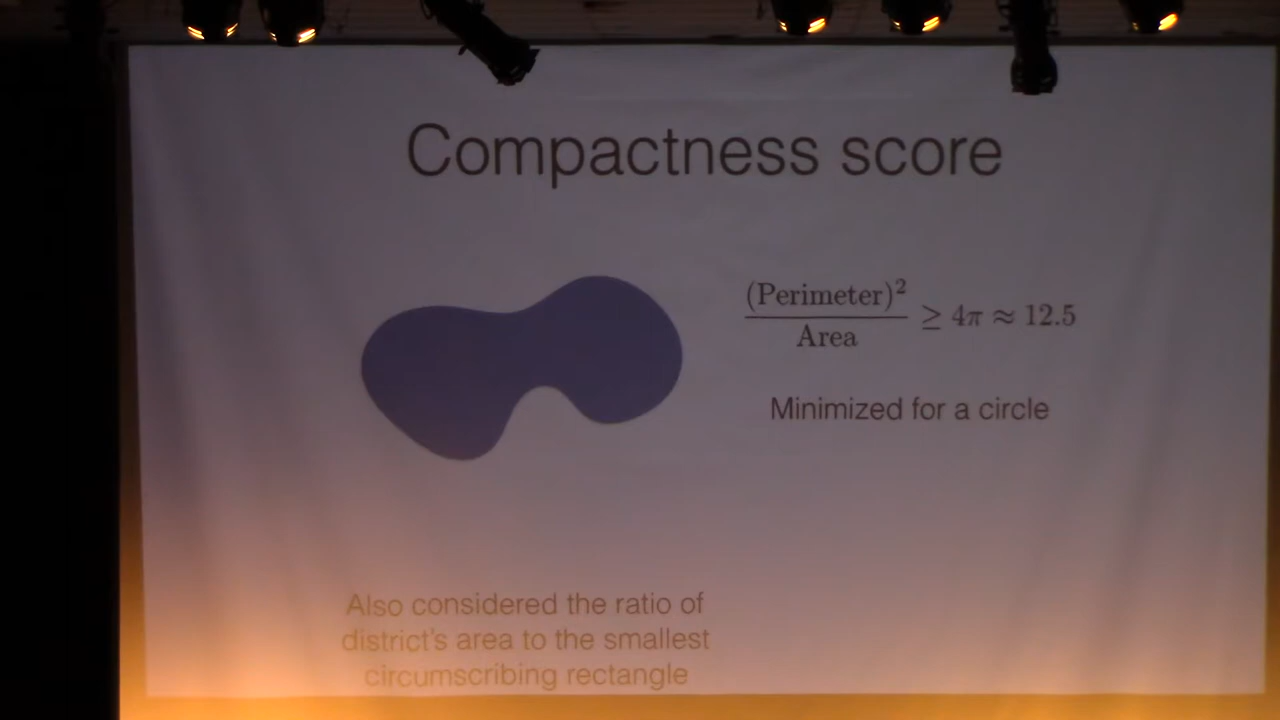 Compactness score
(Perimeter)² / Area ≥ 4π ≈ 12.5
Minimized for a circle
Also considered the ratio of
district's area to the smallest
circumscribing rectangle